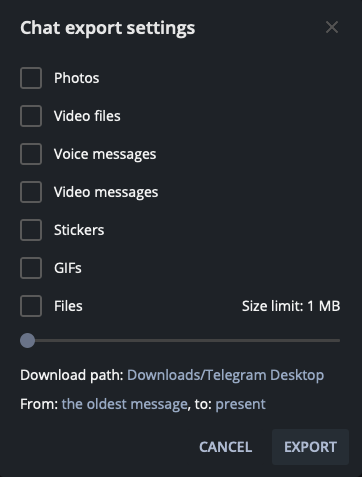 Chat export settings
Photos
Video files
Voice messages
Video messages
Stickers
GIFs
Files Size limit: 1 MB
Download path: Downloads/Telegram Desktop
From: the oldest message, to: present
CANCEL EXPORT